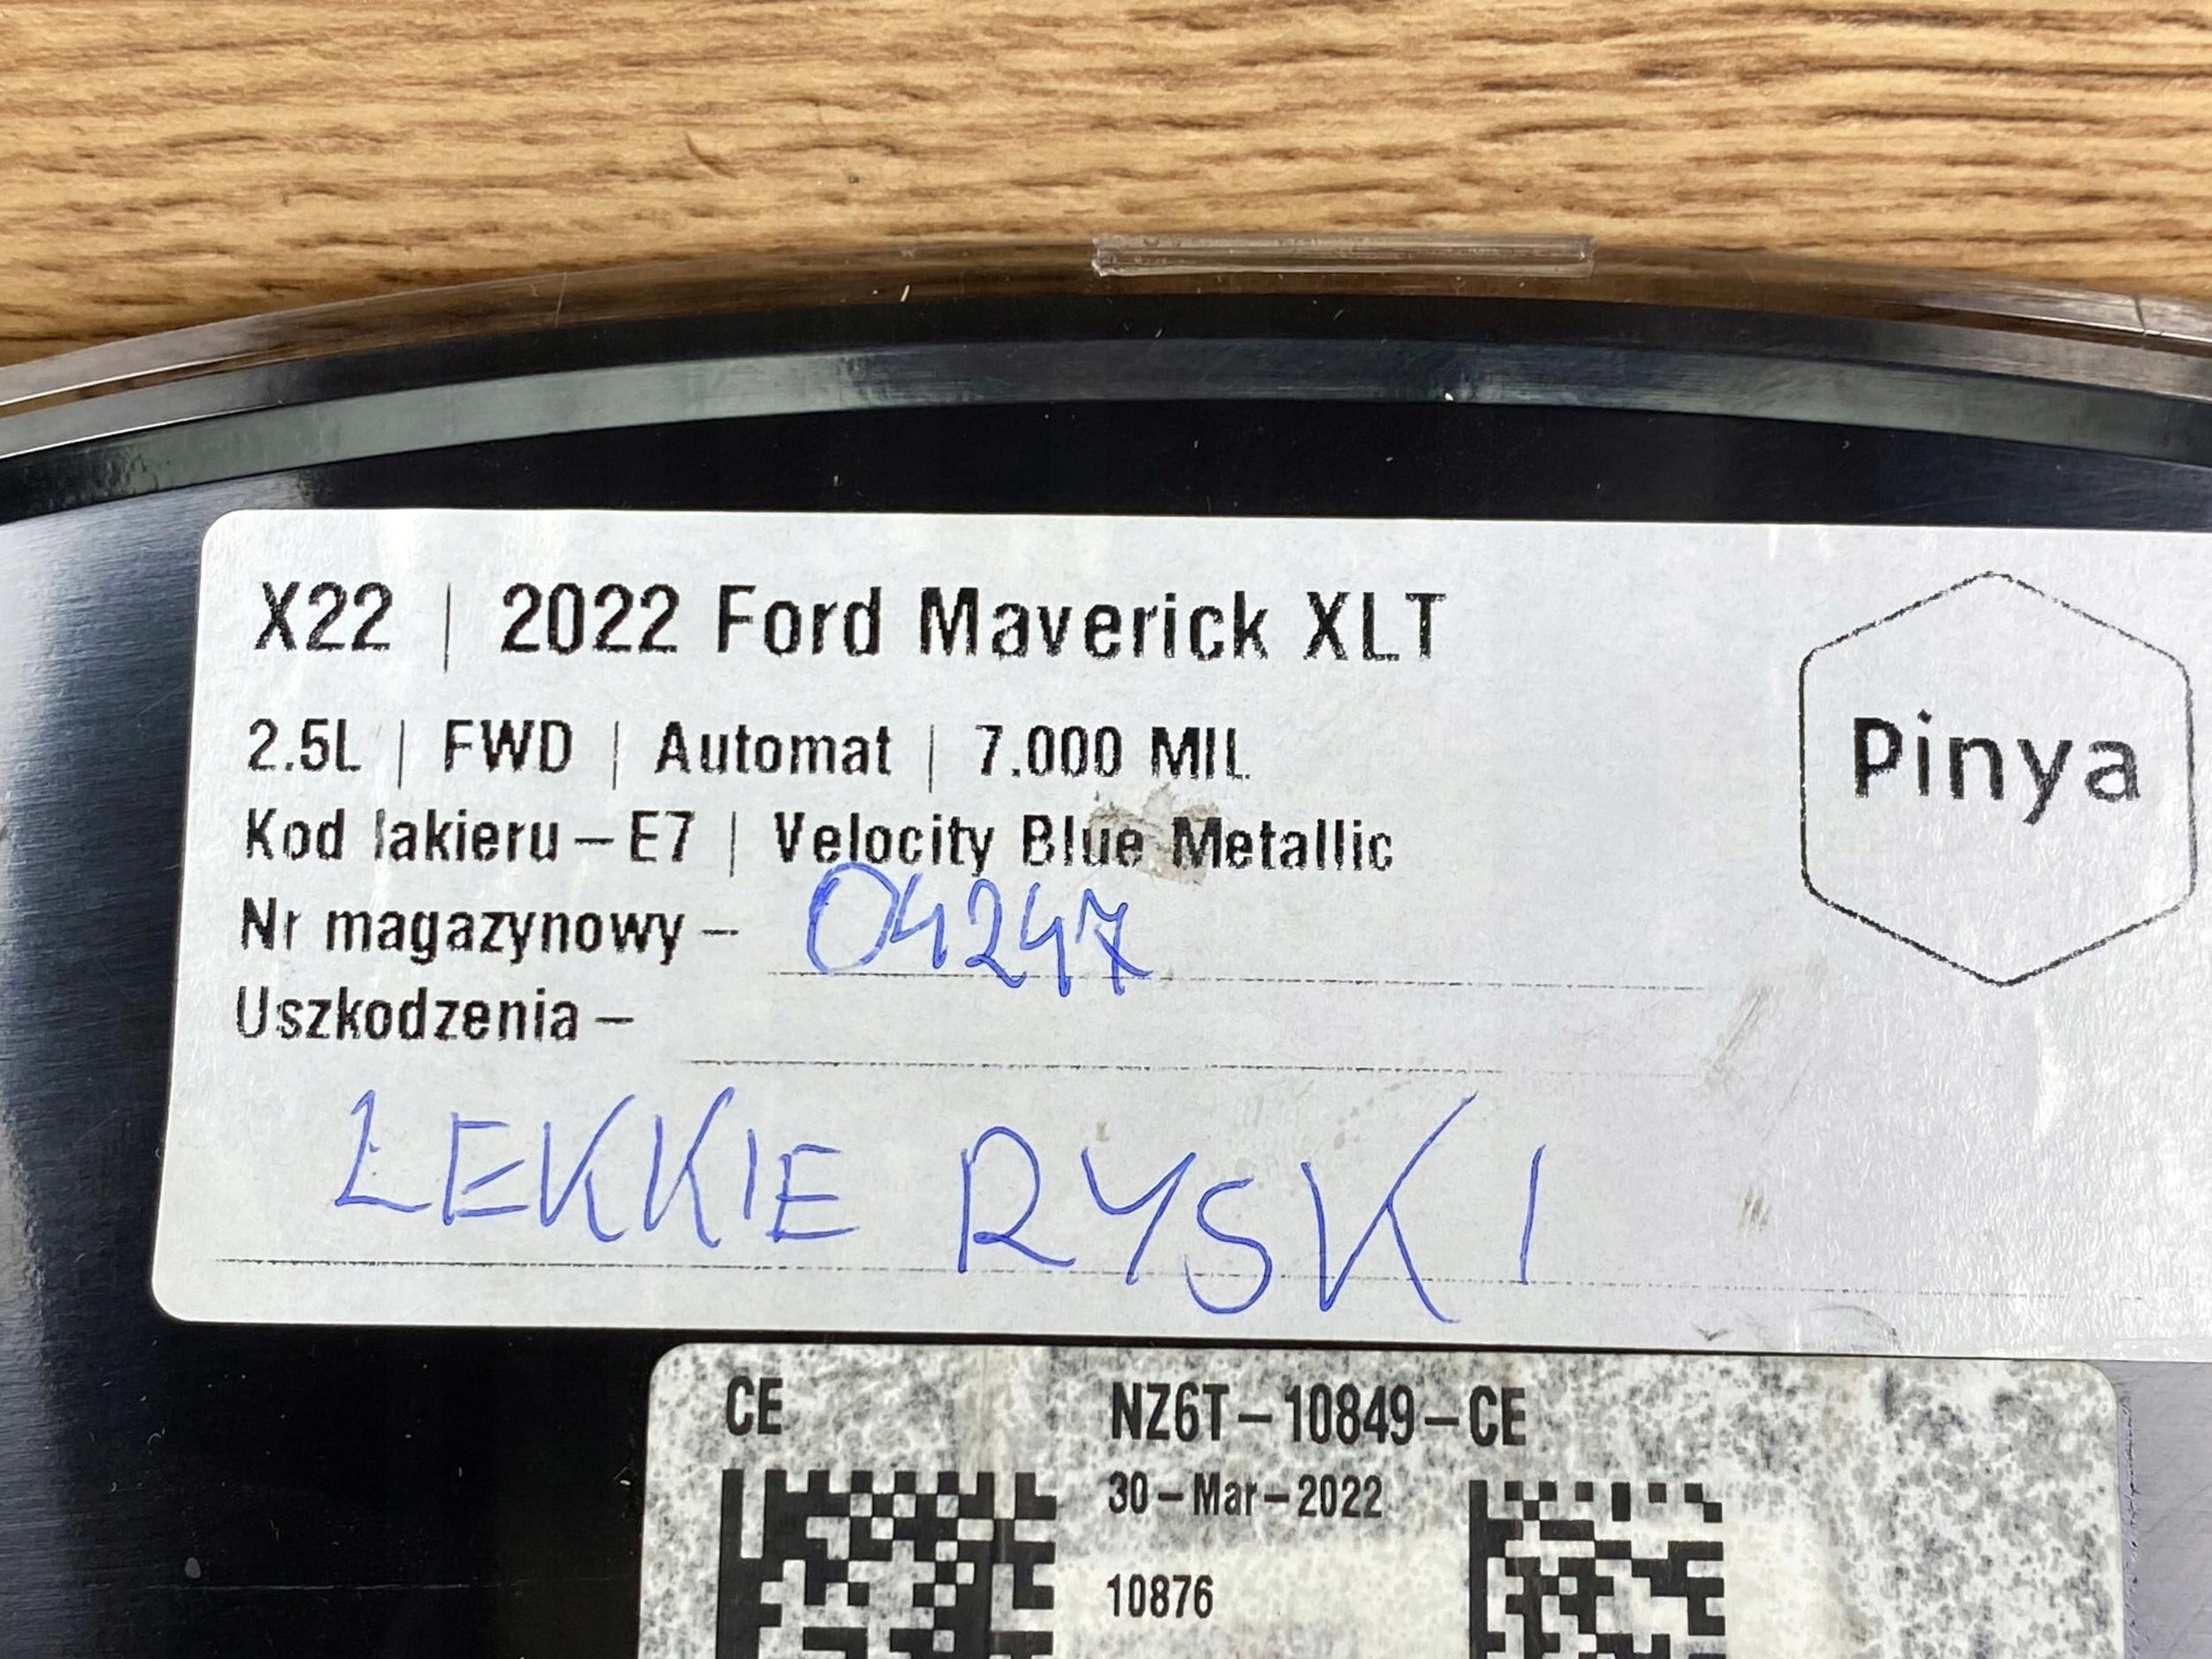 X22 | 2022 Ford Maverick XLT
Pinya
2.5L | FWD | Automat | 7.000 MIL
Kod lakieru – E7 | Velocity Blue Metallic
Nr magazynowy – 04247
Uszkodzenia –
LEKKIE RYSKI
CE
NZ6T-10849-CE
30-Mar-2022
10876